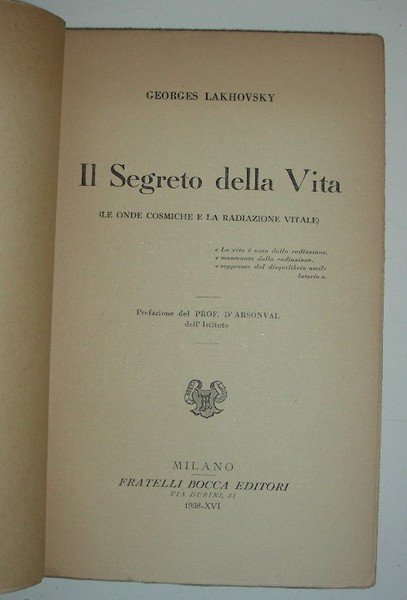 GEORGES LAKHOVSKY
Il Segreto della Vita
(LE ONDE COSMICHE E LA RADIAZIONE VITALE)
« La vita è nata dalla radiazione,
« mantenuta dalla radiazione,
« soppressa dal disequilibrio oscil-
latorio ».
Prefazione del PROF. D'ARSONVAL
dell'Istituto
MILANO
FRATELLI BOCCA EDITORI
VIA DURINI, 31
1938-XVI